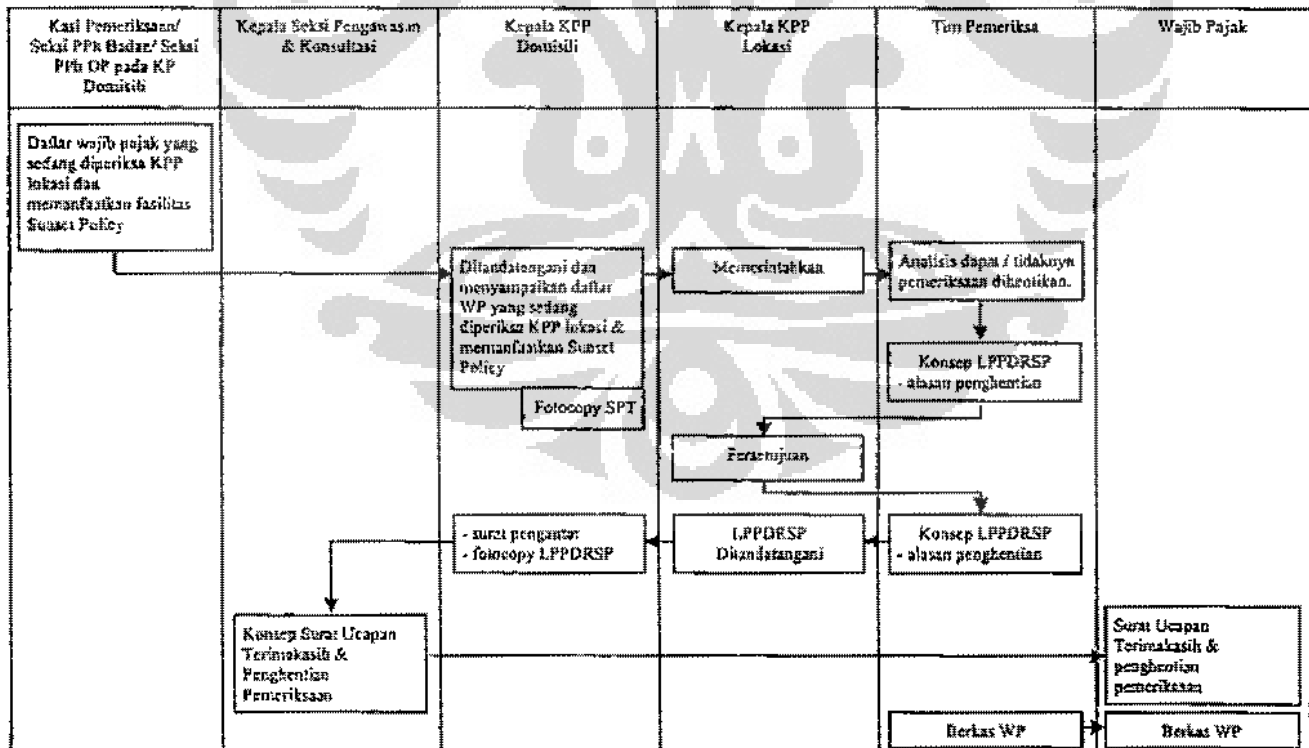 Kasi Pemeriksaan/
Seksi PPh Badan/ Seksi
PPh OP pada KP
Domisili
Kepala Seksi Pengawasan
& Konsultasi
Kepala KPP
Domisili
Kepala KPP
Lokasi
Tim Pemeriksa
Wajib Pajak
Daftar wajib pajak yang
sedang diperiksa KPP
lokasi dan
memanfaatkan fasilitas
Sunset Policy
Ditandatangani dan
menyampaikan daftar
WP yang sedang
diperiksa KPP lokasi &
memanfaatkan Sunset
Policy
Fotocopy SPT
Memerintahkan
Analisis dapat / tidaknya
pemeriksaan dihentikan.
Konsep LPPDRSP
- alasan penghentian
Persetujuan
Konsep LPPDRSP
- alasan penghentian
LPPDRSP
Ditandatangani
- surat pengantar
- fotocopy LPPDRSP
Konsep Surat Ucapan
Terimakasih &
Penghentian
Pemeriksaan
Surat Ucapan
Terimakasih &
penghentian
pemeriksaan
Berkas WP
Berkas WP